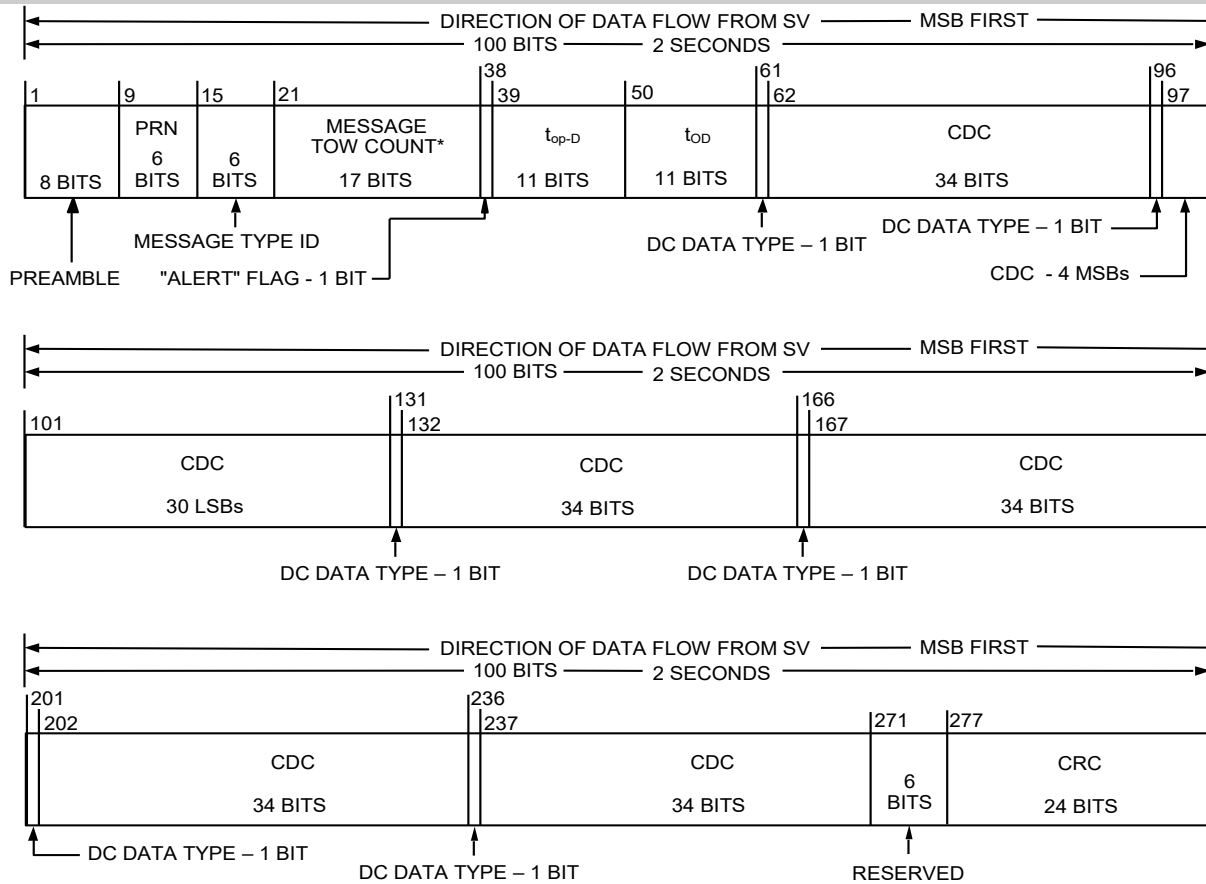 DIRECTION OF DATA FLOW FROM SV MSB FIRST
100 BITS 2 SECONDS
38 61 96
1 9 15 21 39 50 62 97
PRN MESSAGE t_op-D t_OD CDC
TOW COUNT*
6 6
8 BITS BITS BITS 17 BITS 11 BITS 11 BITS 34 BITS
DC DATA TYPE – 1 BIT
MESSAGE TYPE ID DC DATA TYPE – 1 BIT
PREAMBLE "ALERT" FLAG - 1 BIT CDC - 4 MSBs
DIRECTION OF DATA FLOW FROM SV MSB FIRST
100 BITS 2 SECONDS
131 166
101 132 167
CDC CDC CDC
30 LSBs 34 BITS 34 BITS
DC DATA TYPE – 1 BIT DC DATA TYPE – 1 BIT
DIRECTION OF DATA FLOW FROM SV MSB FIRST
100 BITS 2 SECONDS
201 236
202 237 271 277
CDC CDC CRC
6
34 BITS 34 BITS BITS 24 BITS
DC DATA TYPE – 1 BIT
DC DATA TYPE – 1 BIT RESERVED